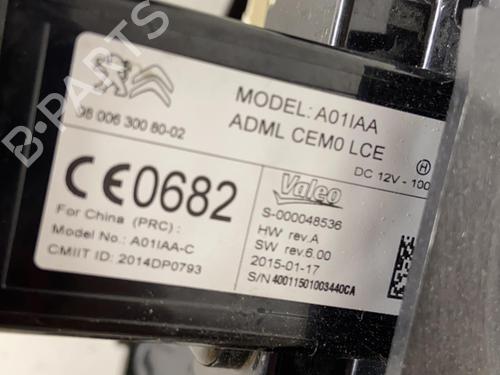 B-PARTS
MODEL: A01IAA
ADML CEM0 LCE
98 006 300 80-02
H
DC 12V - 100
CE0682
Valeo
S-000048536
HW rev.A
SW rev.6.00
2015-01-17
S/N 40011501003440CA
For China (PRC) :
Model No.: A01IAA-C
CMIIT ID: 2014DP0793